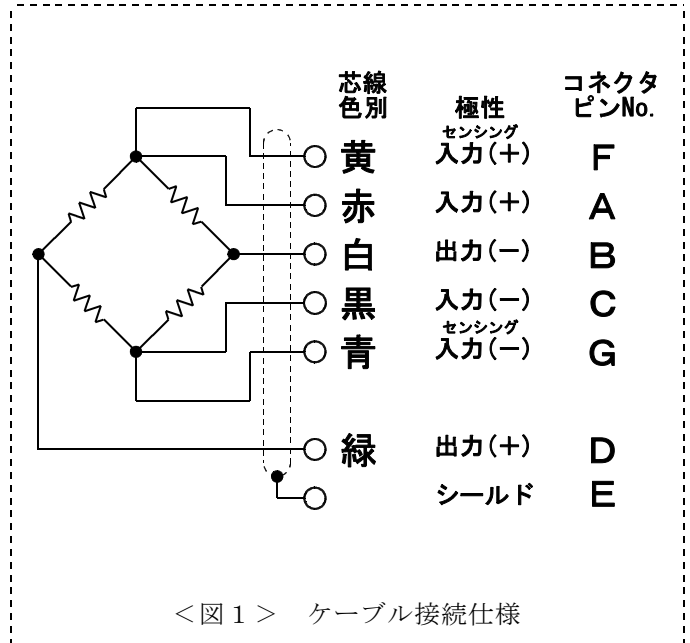 芯線
色別 極性 コネクタ
ピンNo.
黄 センシング
入力(+) F
赤 入力(+) A
白 出力(-) B
黒 入力(-) C
青 センシング
入力(-) G
緑 出力(+) D
シールド E
<図1> ケーブル接続仕様